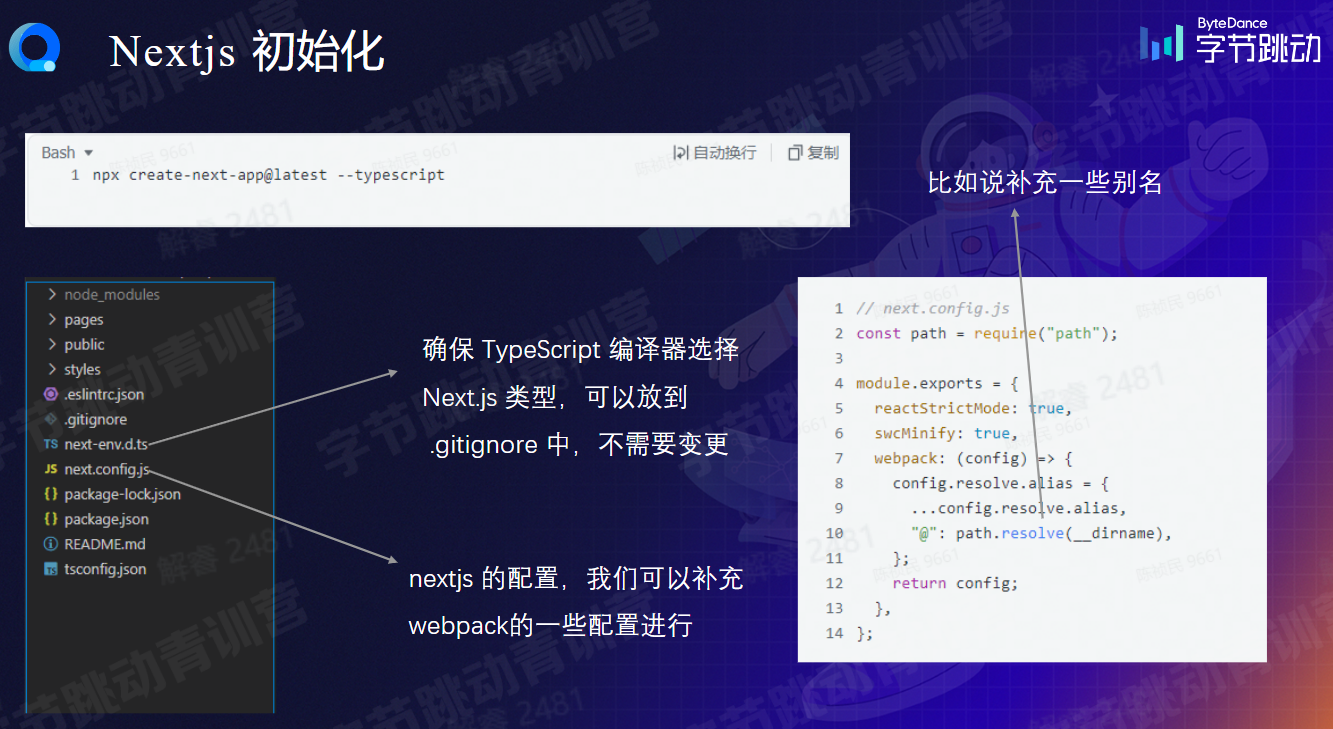 Nextjs 初始化
ByteDance
字节跳动
Bash
自动换行
复制
1 npx create-next-app@latest --typescript
比如说补充一些别名
node_modules
pages
public
styles
.eslintrc.json
.gitignore
TS next-env.d.ts
JS next.config.js
{} package-lock.json
{} package.json
README.md
TS tsconfig.json
确保 TypeScript 编译器选择
Next.js 类型，可以放到
.gitignore 中，不需要变更
nextjs 的配置，我们可以补充
webpack的一些配置进行
1 // next.config.js
2 const path = require("path");
3
4 module.exports = {
5 reactStrictMode: true,
6 swcMinify: true,
7 webpack: (config) => {
8 config.resolve.alias = {
9 ...config.resolve.alias,
10 "@": path.resolve(__dirname),
11 };
12 return config;
13 },
14 };
字节跳动青训营
解睿 2481
陈祯民 9661